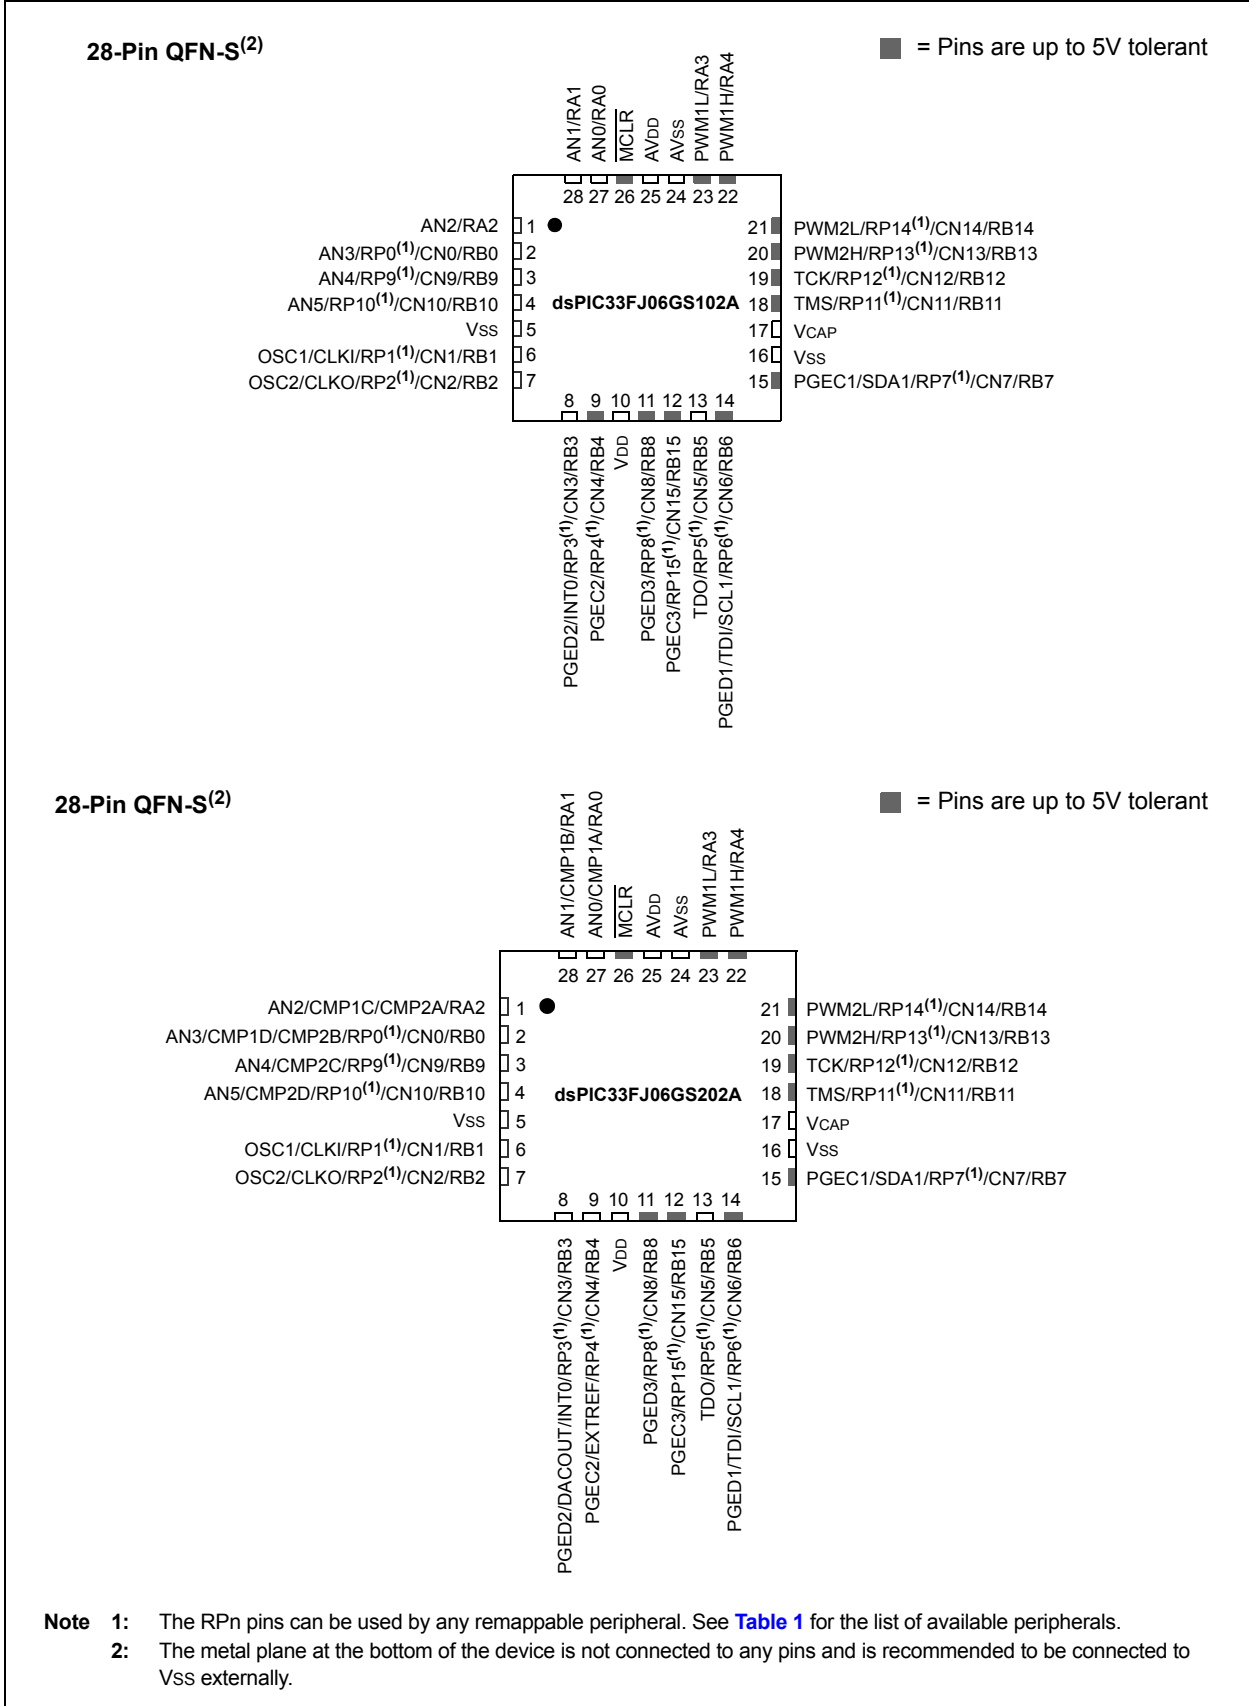 28-Pin QFN-S(2)
= Pins are up to 5V tolerant
AN1/RA1
AN0/RA0
MCLR
AVDD
AVSS
PWM1L/RA3
PWM1H/RA4
28 27 26 25 24 23 22
AN2/RA2 1
AN3/RP0(1)/CN0/RB0 2
AN4/RP9(1)/CN9/RB9 3
AN5/RP10(1)/CN10/RB10 4
VSS 5
OSC1/CLKI/RP1(1)/CN1/RB1 6
OSC2/CLKO/RP2(1)/CN2/RB2 7
dsPIC33FJ06GS102A
21 PWM2L/RP14(1)/CN14/RB14
20 PWM2H/RP13(1)/CN13/RB13
19 TCK/RP12(1)/CN12/RB12
18 TMS/RP11(1)/CN11/RB11
17 VCAP
16 VSS
15 PGEC1/SDA1/RP7(1)/CN7/RB7
8 9 10 11 12 13 14
PGED2/INT0/RP3(1)/CN3/RB3
PGEC2/RP4(1)/CN4/RB4
VDD
PGED3/RP8(1)/CN8/RB8
PGEC3/RP15(1)/CN15/RB15
TDO/RP5(1)/CN5/RB5
PGED1/TDI/SCL1/RP6(1)/CN6/RB6
28-Pin QFN-S(2)
= Pins are up to 5V tolerant
AN1/CMP1B/RA1
AN0/CMP1A/RA0
MCLR
AVDD
AVSS
PWM1L/RA3
PWM1H/RA4
28 27 26 25 24 23 22
AN2/CMP1C/CMP2A/RA2 1
AN3/CMP1D/CMP2B/RP0(1)/CN0/RB0 2
AN4/CMP2C/RP9(1)/CN9/RB9 3
AN5/CMP2D/RP10(1)/CN10/RB10 4
VSS 5
OSC1/CLKI/RP1(1)/CN1/RB1 6
OSC2/CLKO/RP2(1)/CN2/RB2 7
dsPIC33FJ06GS202A
21 PWM2L/RP14(1)/CN14/RB14
20 PWM2H/RP13(1)/CN13/RB13
19 TCK/RP12(1)/CN12/RB12
18 TMS/RP11(1)/CN11/RB11
17 VCAP
16 VSS
15 PGEC1/SDA1/RP7(1)/CN7/RB7
8 9 10 11 12 13 14
PGED2/DACOUT/INT0/RP3(1)/CN3/RB3
PGEC2/EXTREF/RP4(1)/CN4/RB4
VDD
PGED3/RP8(1)/CN8/RB8
PGEC3/RP15(1)/CN15/RB15
TDO/RP5(1)/CN5/RB5
PGED1/TDI/SCL1/RP6(1)/CN6/RB6
Note 1: The RPn pins can be used by any remappable peripheral. See Table 1 for the list of available peripherals.
2: The metal plane at the bottom of the device is not connected to any pins and is recommended to be connected to
VSS externally.